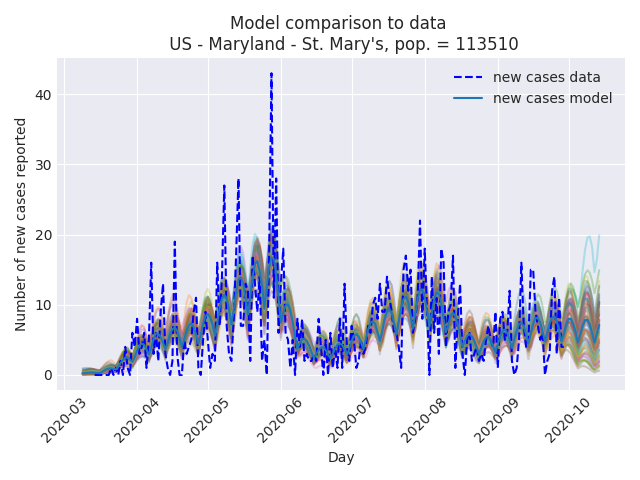 Model comparison to data
US - Maryland - St. Mary's, pop. = 113510
new cases data
new cases model
Number of new cases reported
40
30
20
10
0
2020-03
2020-04
2020-05
2020-06
2020-07
2020-08
2020-09
2020-10
Day